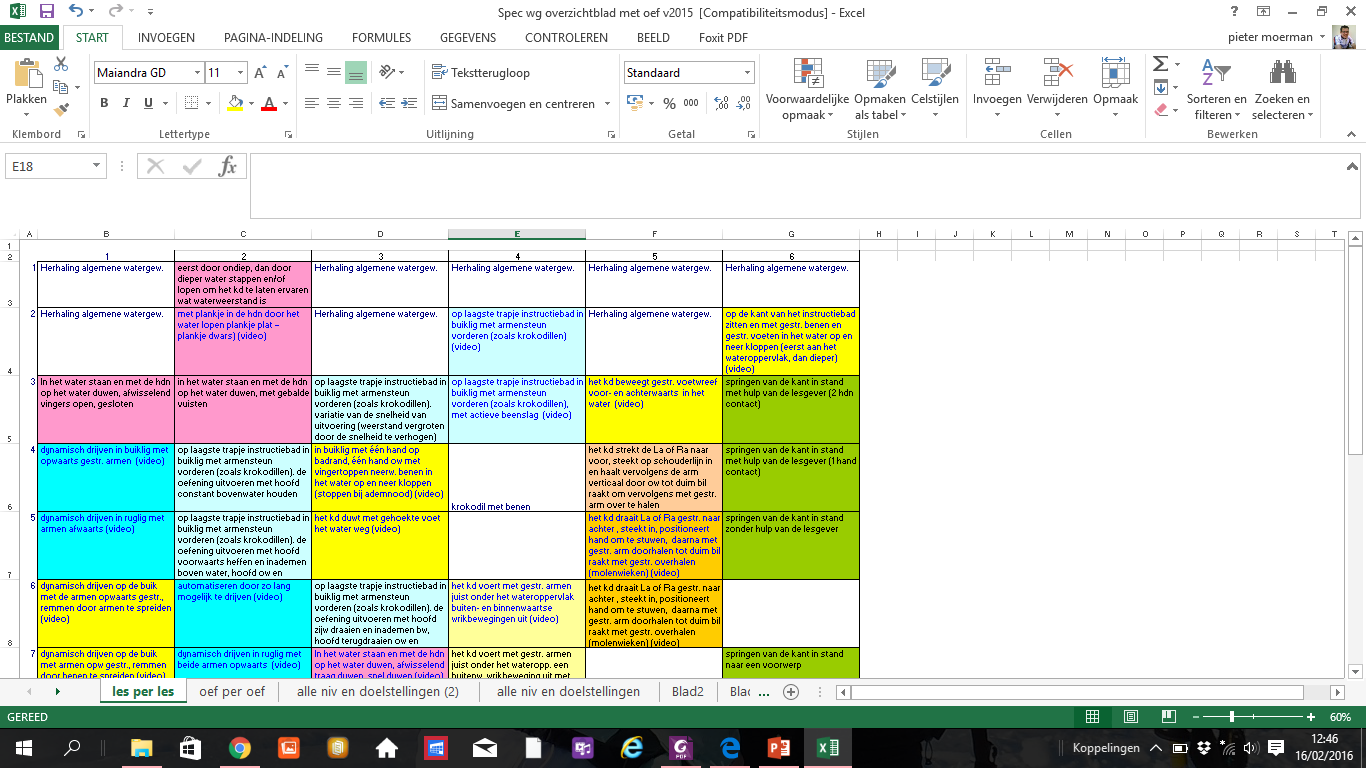 Spec wg overzichtblad met oef v2015  [Compatibiliteitsmodus] - Excel
BESTAND
START
INVOEGEN
PAGINA-INDELING
FORMULES
GEGEVENS
CONTROLEREN
BEELD
Foxit PDF
pieter moerman
Plakken
Klembord
Maiandra GD
11
B I U
Lettertype
Tekstterugloop
Samenvoegen en centreren
Uitlijning
Standaard
% 000
Getal
Voorwaardelijke
opmaak
Opmaken
als tabel
Celstijlen
Stijlen
Invoegen
Verwijderen
Opmaak
Cellen
Sorteren en
filteren
Zoeken en
selecteren
Bewerken
E18
fx
A B C D E F G H I J K L M N O P Q R S T
1
2
1 2 3 4 5 6
3
1
Herhaling algemene watergew.
eerst door ondiep, dan door
dieper water stappen en/of
lopen om het kd te laten ervaren
wat waterweerstand is
Herhaling algemene watergew.
Herhaling algemene watergew.
Herhaling algemene watergew.
Herhaling algemene watergew.
4
2
Herhaling algemene watergew.
met plankje in de hdn door het
water lopen plankje plat –
plankje dwars) (video)
Herhaling algemene watergew.
op laagste trapje instructiebad in
buiklig met armensteun
vorderen (zoals krokodillen)
(video)
Herhaling algemene watergew.
op de kant van het instructiebad
zitten en met gestr. benen en
gestr. voeten in het water op en
neer kloppen (eerst aan het
wateroppervlak, dan dieper)
(video)
5
3
In het water staan en met de hdn
op het water duwen, afwisselend
vingers open, gesloten
in het water staan en met de hdn
op het water duwen, met gebalde
vuisten
op laagste trapje instructiebad in
buiklig met armensteun
vorderen (zoals krokodillen).
variatie van de snelheid van
uitvoering (weerstand vergroten
door de snelheid te verhogen)
op laagste trapje instructiebad in
buiklig met armensteun
vorderen (zoals krokodillen),
met actieve beenslag  (video)
het kd beweegt gestr. voetwreef
voor- en achterwaarts  in het
water  (video)
springen van de kant in stand
met hulp van de lesgever (2 hdn
contact)
6
4
dynamisch drijven in buiklig met
opwaarts gestr. armen  (video)
op laagste trapje instructiebad in
buiklig met armensteun
vorderen (zoals krokodillen). de
oefening uitvoeren met hoofd
constant bovenwater houden
in buiklig met één hand op
badrand, één hand ow met
vingertoppen neerw. benen in
het water op en neer kloppen
(stoppen bij ademnood) (video)
krokodil met benen
het kd strekt de La of Ra naar
voor, steekt op schouderlijn in
en haalt vervolgens de arm
verticaal door ow tot duim bil
raakt om vervolgens met gestr.
arm over te halen
springen van de kant in stand
met hulp van de lesgever (1 hand
contact)
7
5
dynamisch drijven in ruglig met
armen afwaarts (video)
op laagste trapje instructiebad in
buiklig met armensteun
vorderen (zoals krokodillen). de
oefening uitvoeren met hoofd
voorwaarts heffen en inademen
boven water, hoofd ow en
het kd duwt met gehoekte voet
het water weg (video)
het kd draait La of Ra gestr. naar
achter , steekt in, positioneert
hand om te stuwen,  daarna met
gestr. arm doorhalen tot duim bil
raakt met gestr. overhalen
(molenwieken) (video)
springen van de kant in stand
zonder hulp van de lesgever
8
6
dynamisch drijven op de buik
met de armen opwaarts gestr.,
remmen door armen te spreiden
(video)
automatiseren door zo lang
mogelijk te drijven (video)
op laagste trapje instructiebad in
buiklig met armensteun
vorderen (zoals krokodillen). de
oefening uitvoeren met hoofd
zijw draaien en inademen bw,
hoofd terugdraaien ow en
het kd voert met gestr. armen
juist onder het wateroppervlak
buiten- en binnenwaartse
wrikbewegingen uit (video)
het kd draait La of Ra gestr. naar
achter , steekt in, positioneert
hand om te stuwen,  daarna met
gestr. arm doorhalen tot duim bil
raakt met gestr. overhalen
(molenwieken) (video)
7
dynamisch drijven op de buik
met armen opw gestr., remmen
door benen te spreiden (video)
dynamisch drijven in ruglig met
beide armen opwaarts  (video)
In het water staan en met de hdn
op het water duwen, afwisselend
traag duwen, snel duwen (video)
het kd voert met gestr. armen
juist onder het wateropp. een
buitenw. wrikbeweging uit met
springen van de kant in stand
naar een voorwerp
les per les
oef per oef
alle niv en doelstellingen (2)
alle niv en doelstellingen
Blad2
Blad ...
GEREED
60%
Koppelingen
12:46
16/02/2016